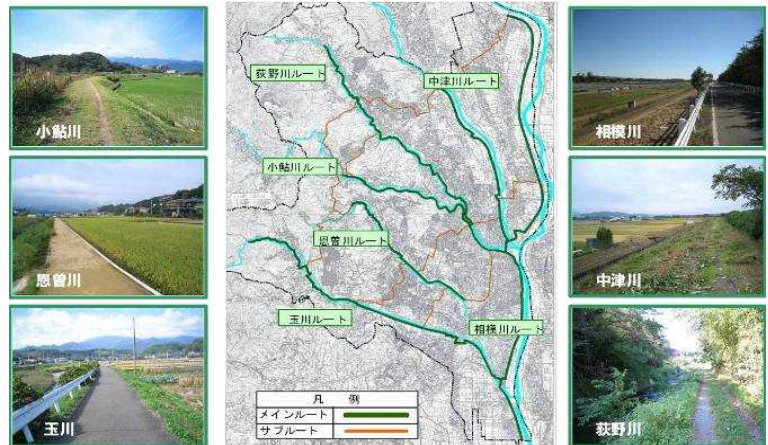 小鮎川
恩曽川
玉川
荻野川ルート
中津川ルート
小鮎川ルート
恩曽川ルート
玉川ルート
相模川ルート
凡 例
メインルート
サブルート
相模川
中津川
荻野川